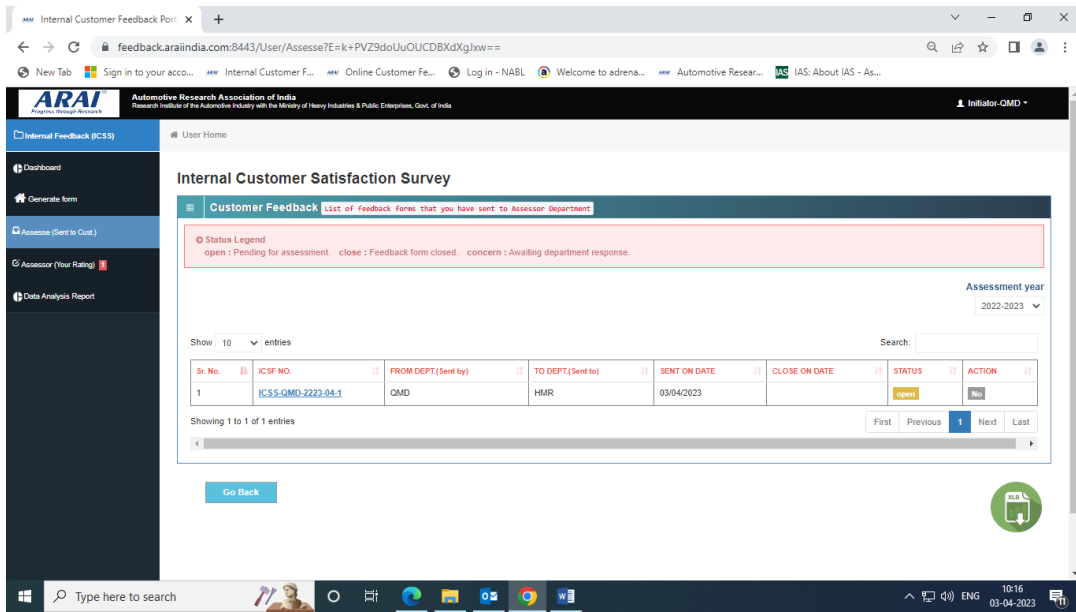 ARAI Internal Customer Feedback Port
feedback.araiindia.com:8443/User/Assesse?E=k+PVZ9doUuOUCDBXdXgJxw==
New Tab Sign in to your acco... ARAI Internal Customer F... ARAI Online Customer Fe... Log in - NABL Welcome to adrena... ARAI Automotive Resear... IAS IAS: About IAS - As...
ARAI®
Progress through Research
Automotive Research Association of India
Research Institute of the Automotive Industry with the Ministry of Heavy Industries & Public Enterprises, Govt. of India
Initiator-QMD
Internal Feedback (ICSS)
User Home
Dashboard
Generate form
Assesse (Sent to Cust.)
Assessor (Your Rating) 1
Data Analysis Report
Internal Customer Satisfaction Survey
Customer Feedback List of feedback forms that you have sent to Assessor Department
Status Legend
open : Pending for assessment. close : Feedback form closed. concern : Awaiting department response.
Assessment year
2022-2023
Show 10 entries Search:
Sr. No. ICSF NO. FROM DEPT.(Sent by) TO DEPT.(Sent to) SENT ON DATE CLOSE ON DATE STATUS ACTION
1 ICSS-QMD-2223-04-1 QMD HMR 03/04/2023 open No
Showing 1 to 1 of 1 entries First Previous 1 Next Last
Go Back
XLS
Type here to search
ENG
10:16
03-04-2023
11